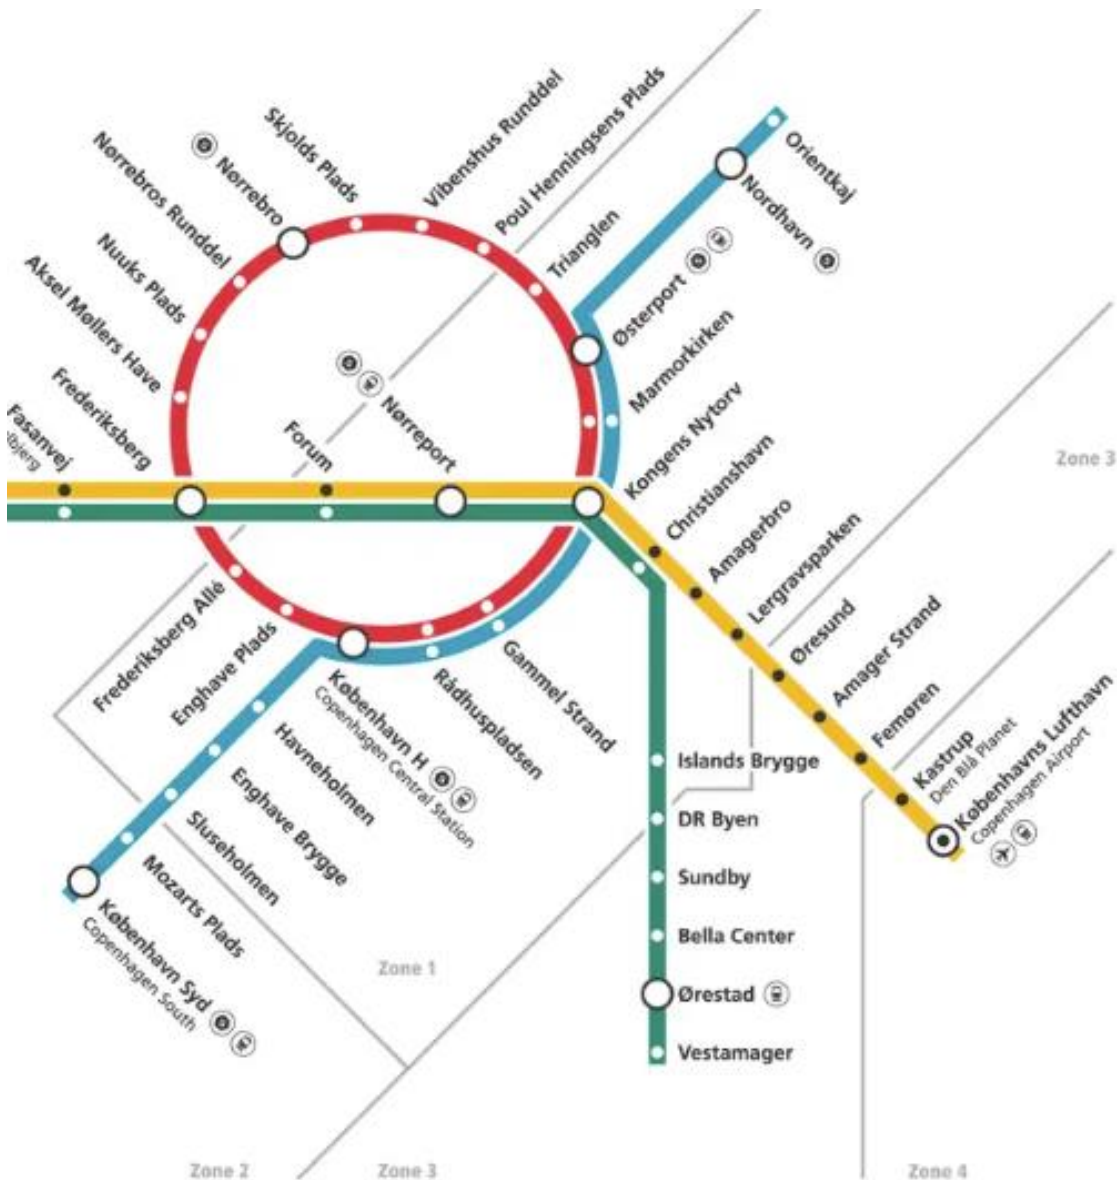 Skjolds Plads
Vibenshus Runddel
Poul Henningsens Plads
Nørrebro
Nørrebros Runddel
Nuuks Plads
Aksel Møllers Have
Frederiksberg
Fasanvej
Trianglen
Orientkaj
Nordhavn
Østerport
Marmorkirken
Nørreport
Forum
Kongens Nytorv
Christianshavn
Amagerbro
Lergravsparken
Øresund
Amager Strand
Femøren
Kastrup
Den Blå Planet
Københavns Lufthavn
Copenhagen Airport
Zone 3
Frederiksberg Allé
Enghave Plads
København H
Copenhagen Central Station
Rådhuspladsen
Gammel Strand
Havneholmen
Enghave Brygge
Sluseholmen
Mozarts Plads
København Syd
Copenhagen South
Islands Brygge
DR Byen
Sundby
Bella Center
Ørestad
Vestamager
Zone 1
Zone 2
Zone 3
Zone 4